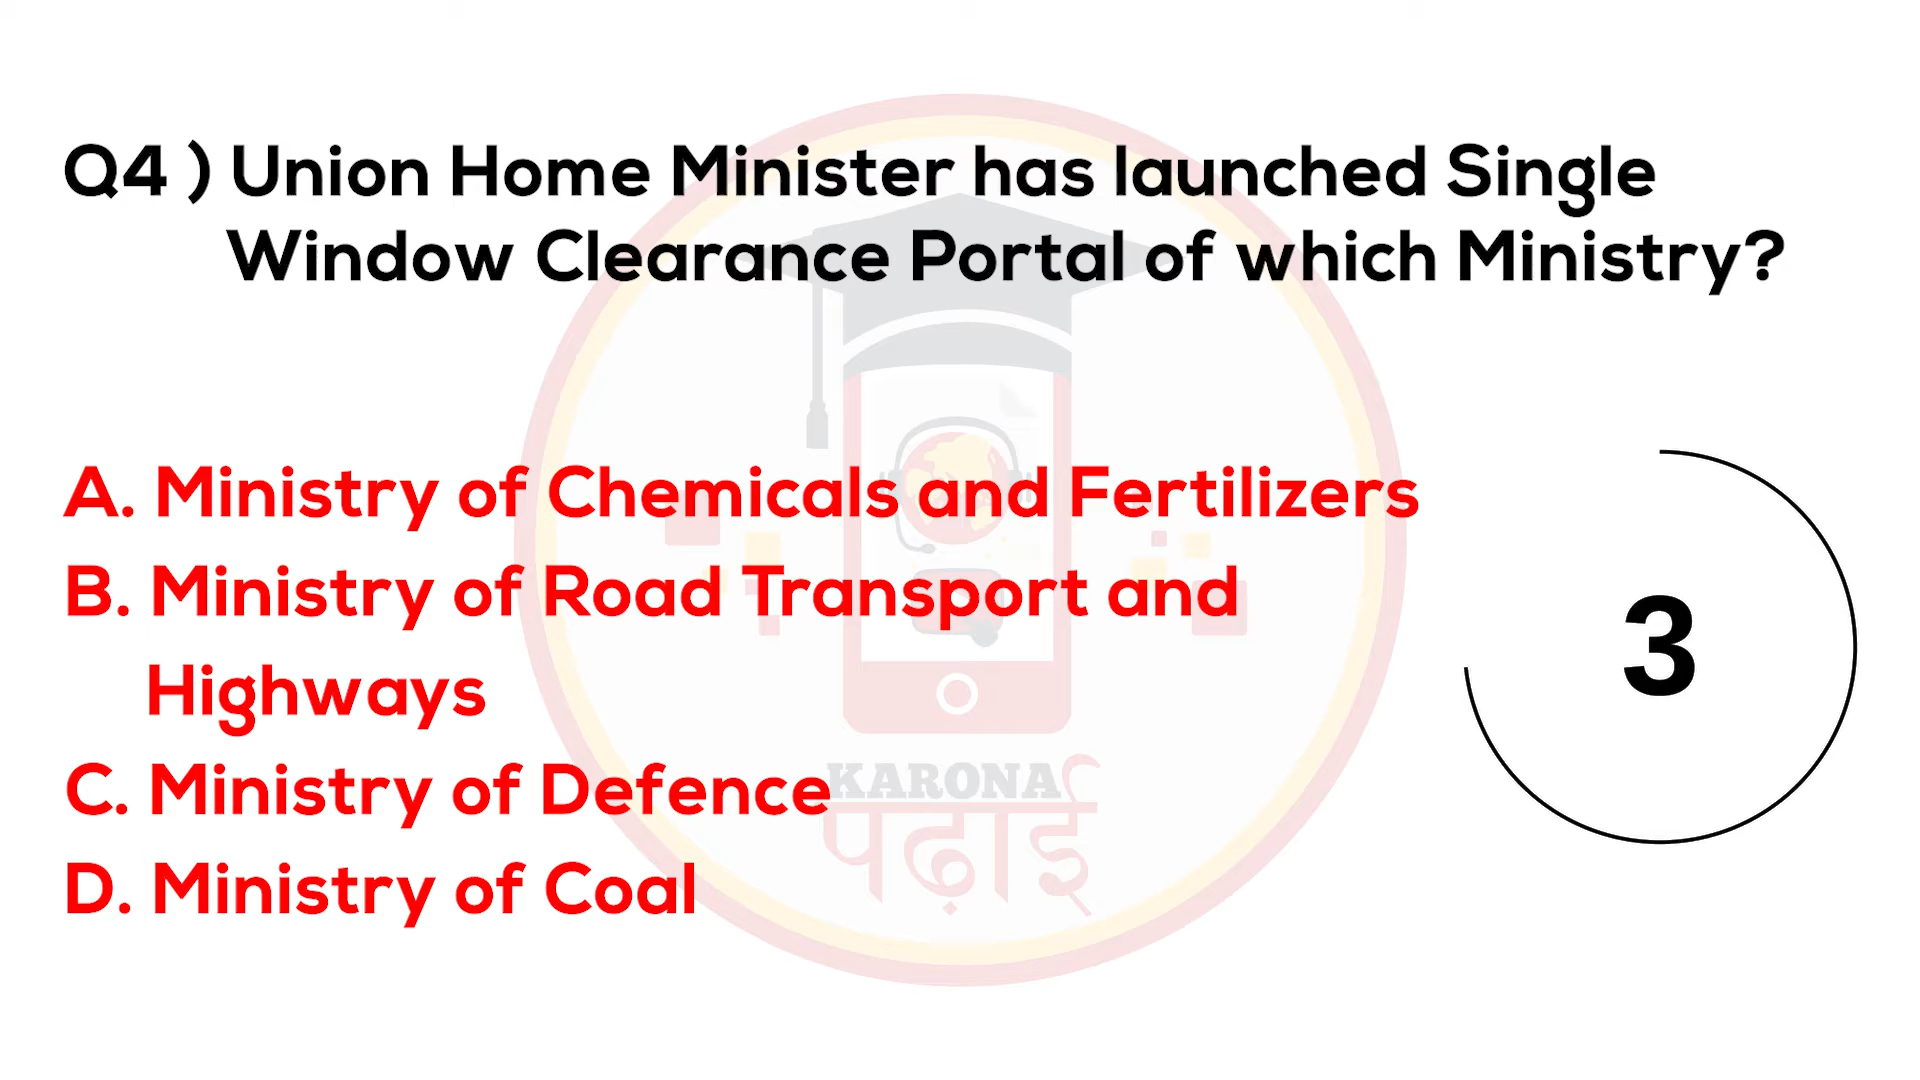 Q4 ) Union Home Minister has launched Single
Window Clearance Portal of which Ministry?
A. Ministry of Chemicals and Fertilizers
B. Ministry of Road Transport and
Highways
C. Ministry of Defence
D. Ministry of Coal
3
KARONA
पढ़ाई